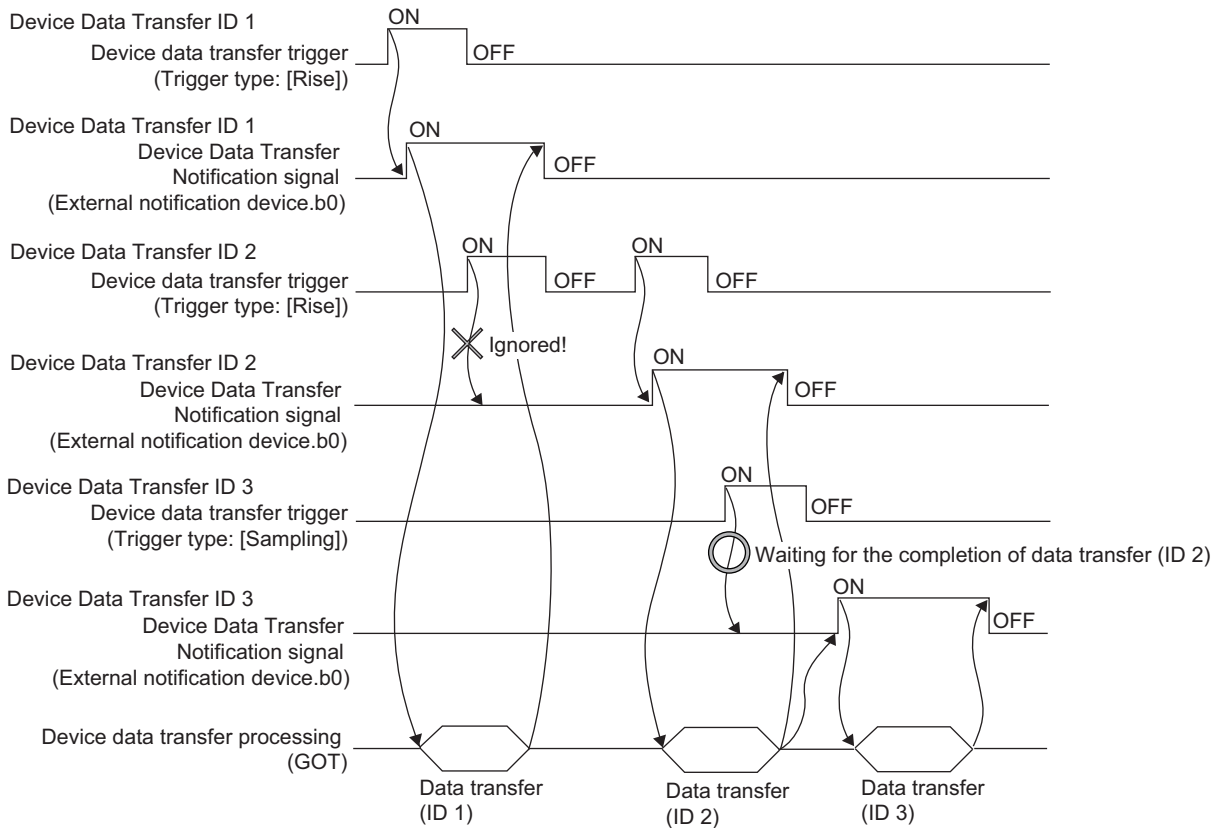 Device Data Transfer ID 1
ON
Device data transfer trigger
OFF
(Trigger type: [Rise])
Device Data Transfer ID 1
ON
Device Data Transfer
Notification signal
OFF
(External notification device.b0)
Device Data Transfer ID 2
ON
ON
Device data transfer trigger
OFF
OFF
(Trigger type: [Rise])
Ignored!
Device Data Transfer ID 2
ON
Device Data Transfer
Notification signal
OFF
(External notification device.b0)
Device Data Transfer ID 3
ON
Device data transfer trigger
OFF
(Trigger type: [Sampling])
Waiting for the completion of data transfer (ID 2)
Device Data Transfer ID 3
ON
Device Data Transfer
Notification signal
OFF
(External notification device.b0)
Device data transfer processing
(GOT)
Data transfer
(ID 1)
Data transfer
(ID 2)
Data transfer
(ID 3)